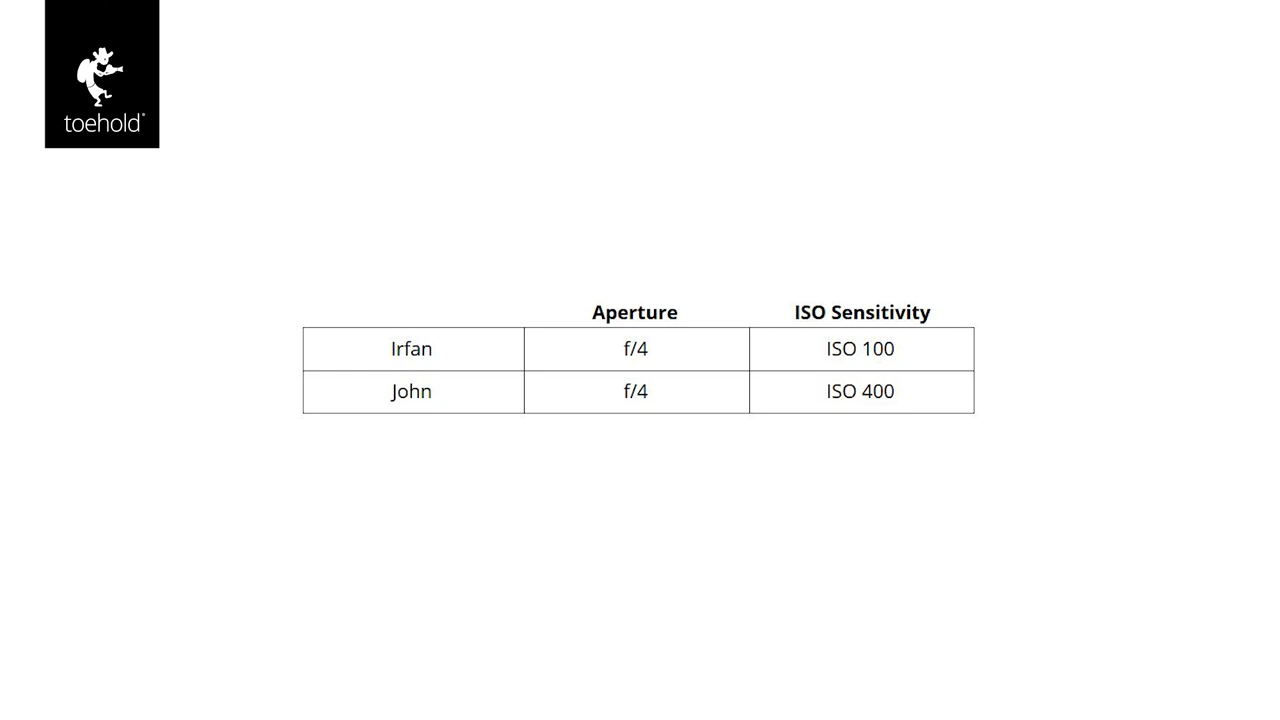 toehold®
Aperture ISO Sensitivity
Irfan f/4 ISO 100
John f/4 ISO 400